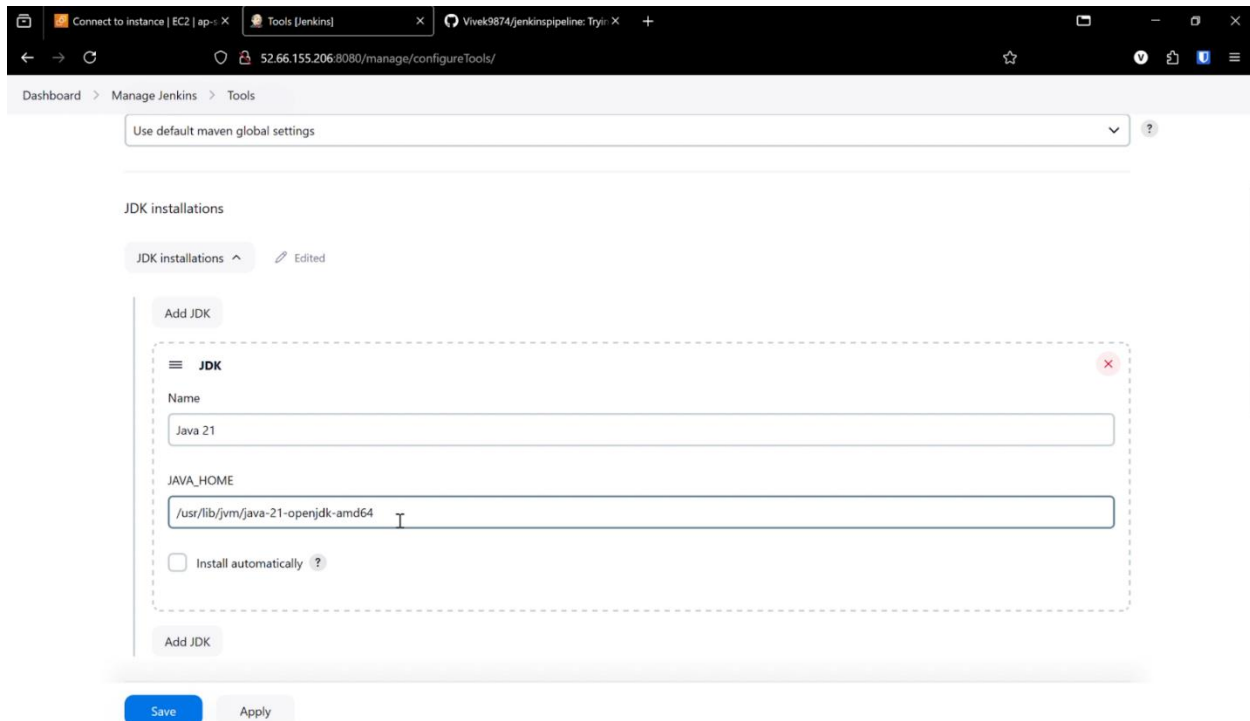 Connect to instance | EC2 | ap-s
Tools [Jenkins]
Vivek9874/jenkinspipeline: Tryin
52.66.155.206:8080/manage/configureTools/
V
Dashboard > Manage Jenkins > Tools
Use default maven global settings
?
JDK installations
JDK installations
Edited
Add JDK
JDK
Name
Java 21
JAVA_HOME
/usr/lib/jvm/java-21-openjdk-amd64
Install automatically ?
Add JDK
Save
Apply